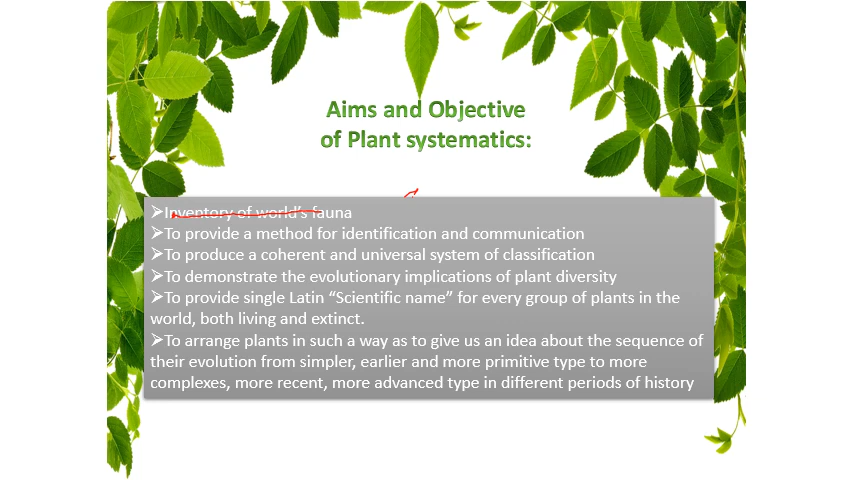 Aims and Objective
of Plant systematics:
➢Inventory of world's fauna
➢To provide a method for identification and communication
➢To produce a coherent and universal system of classification
➢To demonstrate the evolutionary implications of plant diversity
➢To provide single Latin “Scientific name” for every group of plants in the
world, both living and extinct.
➢To arrange plants in such a way as to give us an idea about the sequence of
their evolution from simpler, earlier and more primitive type to more
complexes, more recent, more advanced type in different periods of history